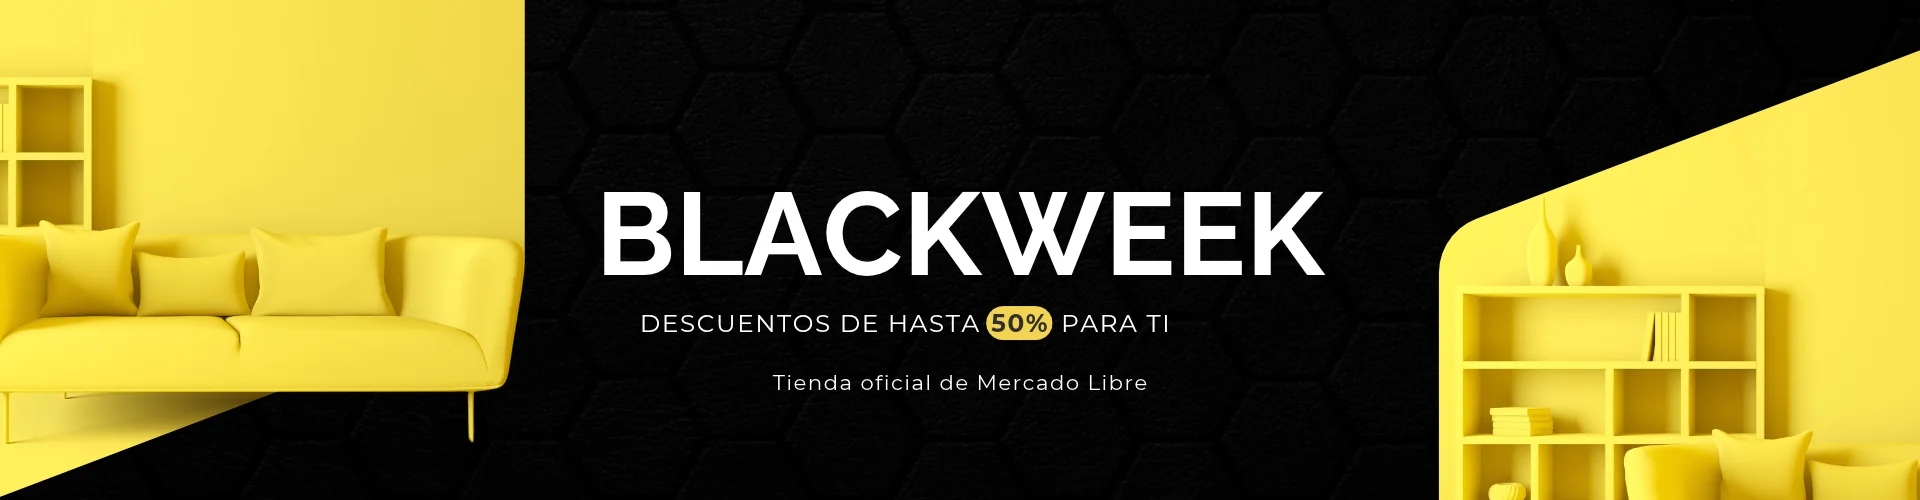 BLACKWEEK
DESCUENTOS DE HASTA 50% PARA TI
Tienda oficial de Mercado Libre